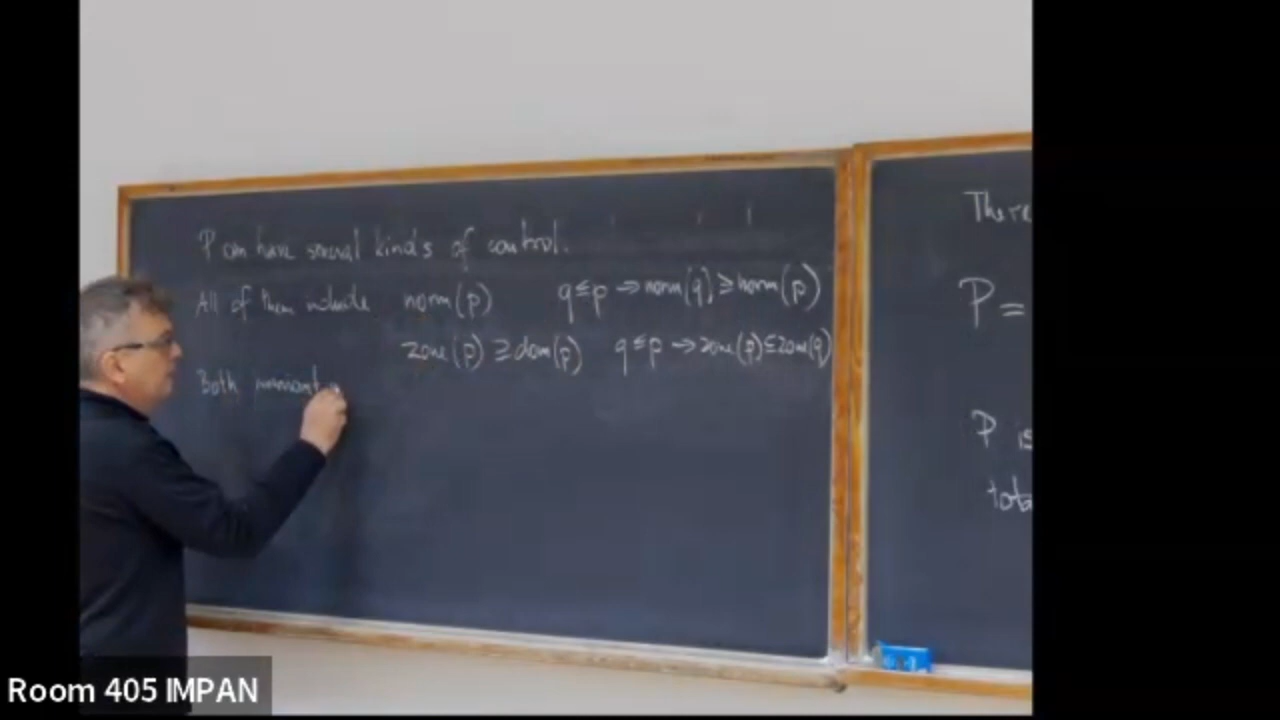 P can have several kinds of control.
All of them include norm(p) q ≤ p → norm(q) ≥ norm(p)
zone(p) ⊇ dom(p) q ≤ p → zone(p) ⊆ zone(q)
Both
There
P =
P is
tota
Room 405 IMPAN